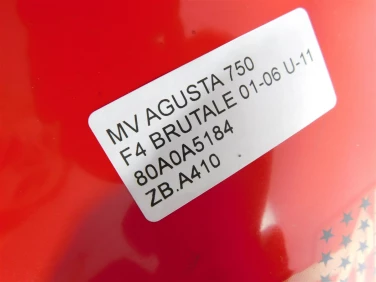 MV AGUSTA 750
F4 BRUTALE 01-06 U-11
80A0A5184
ZB.A410